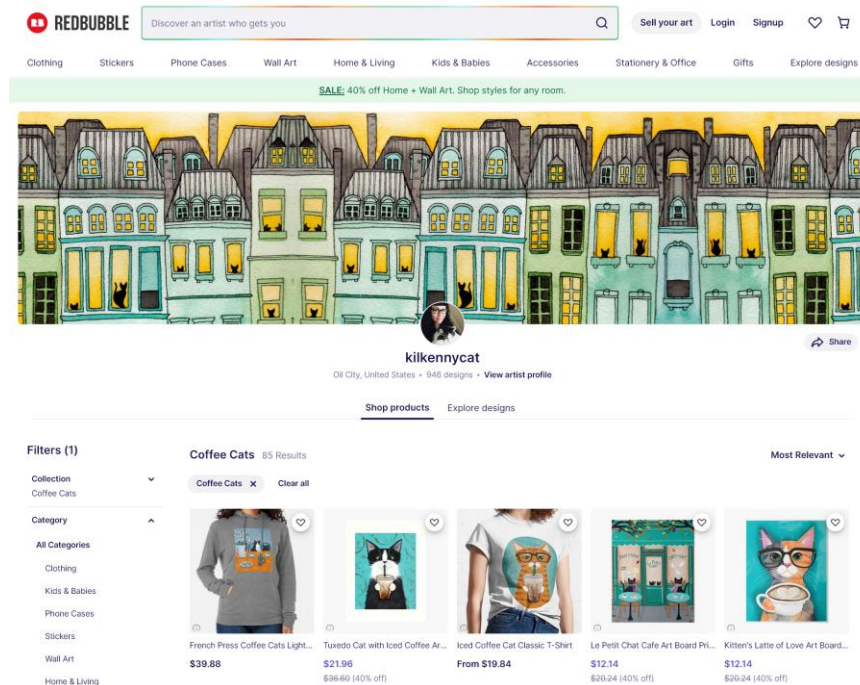 RB REDBUBBLE
Discover an artist who gets you
Sell your art Login Signup
Clothing Stickers Phone Cases Wall Art Home & Living Kids & Babies Accessories Stationery & Office Gifts Explore designs
SALE: 40% off Home + Wall Art. Shop styles for any room.
Share
kilkennycat
Oil City, United States • 946 designs • View artist profile
Shop products Explore designs
Filters (1)
Coffee Cats 85 Results
Most Relevant
Collection
Coffee Cats
Coffee Cats X Clear all
Category
All Categories
Clothing
Kids & Babies
Phone Cases
Stickers
Wall Art
Home & Living
French Press Coffee Cats Light... Tuxedo Cat with Iced Coffee Ar... Iced Coffee Cat Classic T-Shirt Le Petit Chat Cafe Art Board Pri... Kitten's Latte of Love Art Board...
$39.88 $21.96 From $19.84 $12.14 $12.14
$36.60 (40% off) $20.24 (40% off) $20.24 (40% off)